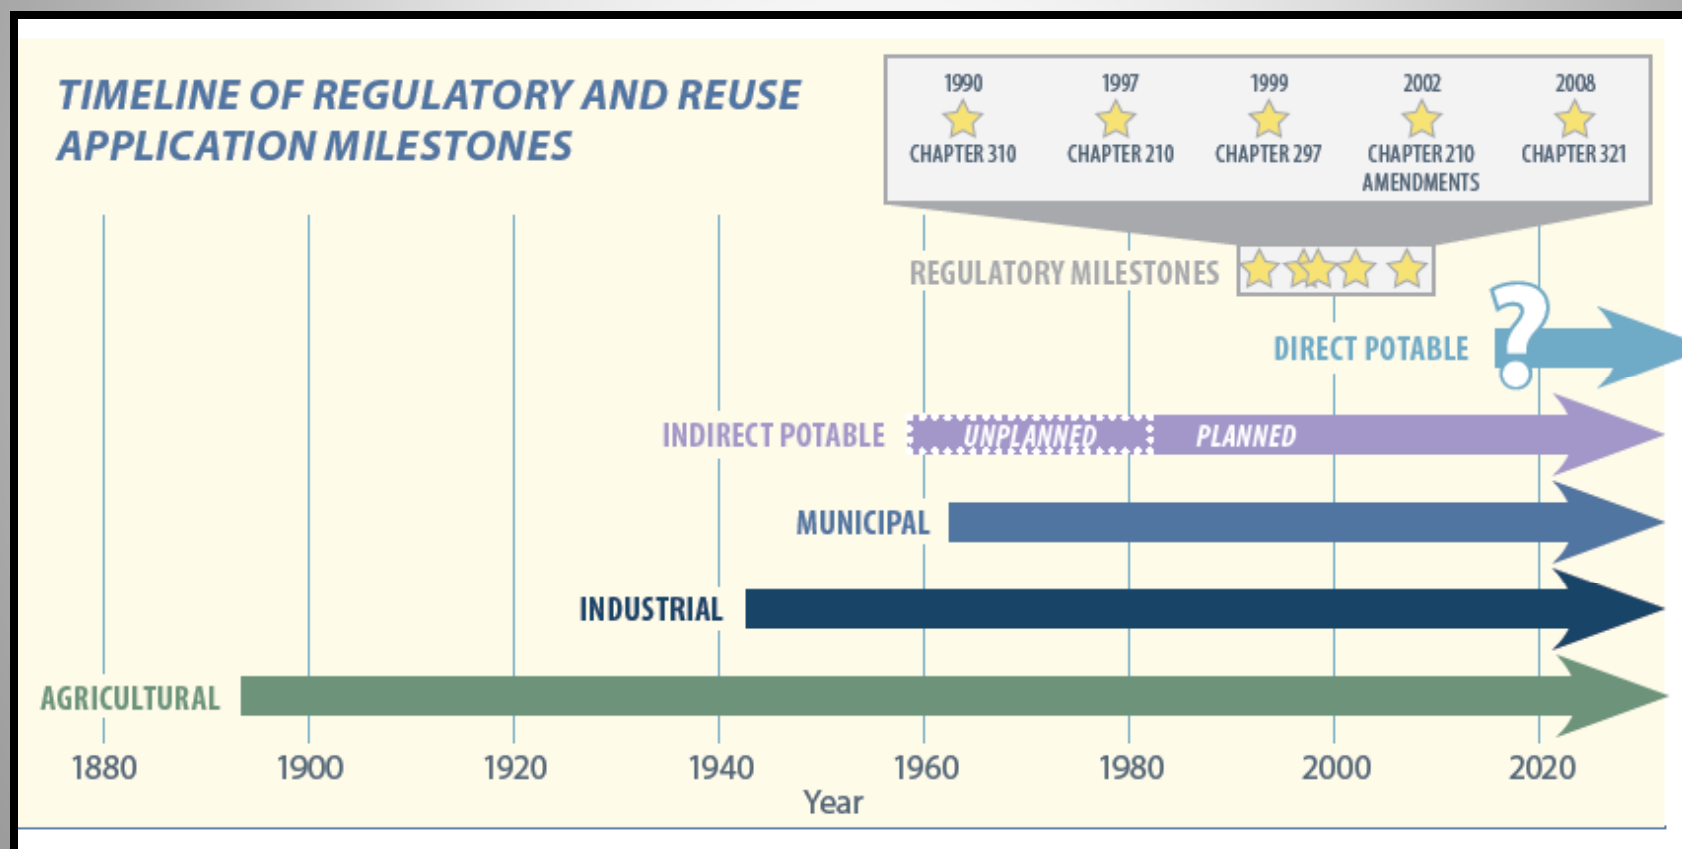 TIMELINE OF REGULATORY AND REUSE
APPLICATION MILESTONES
1990 1997 1999 2002 2008
CHAPTER 310 CHAPTER 210 CHAPTER 297 CHAPTER 210 CHAPTER 321
AMENDMENTS
REGULATORY MILESTONES
?
DIRECT POTABLE
INDIRECT POTABLE UNPLANNED PLANNED
MUNICIPAL
INDUSTRIAL
AGRICULTURAL
1880 1900 1920 1940 1960 1980 2000 2020
Year